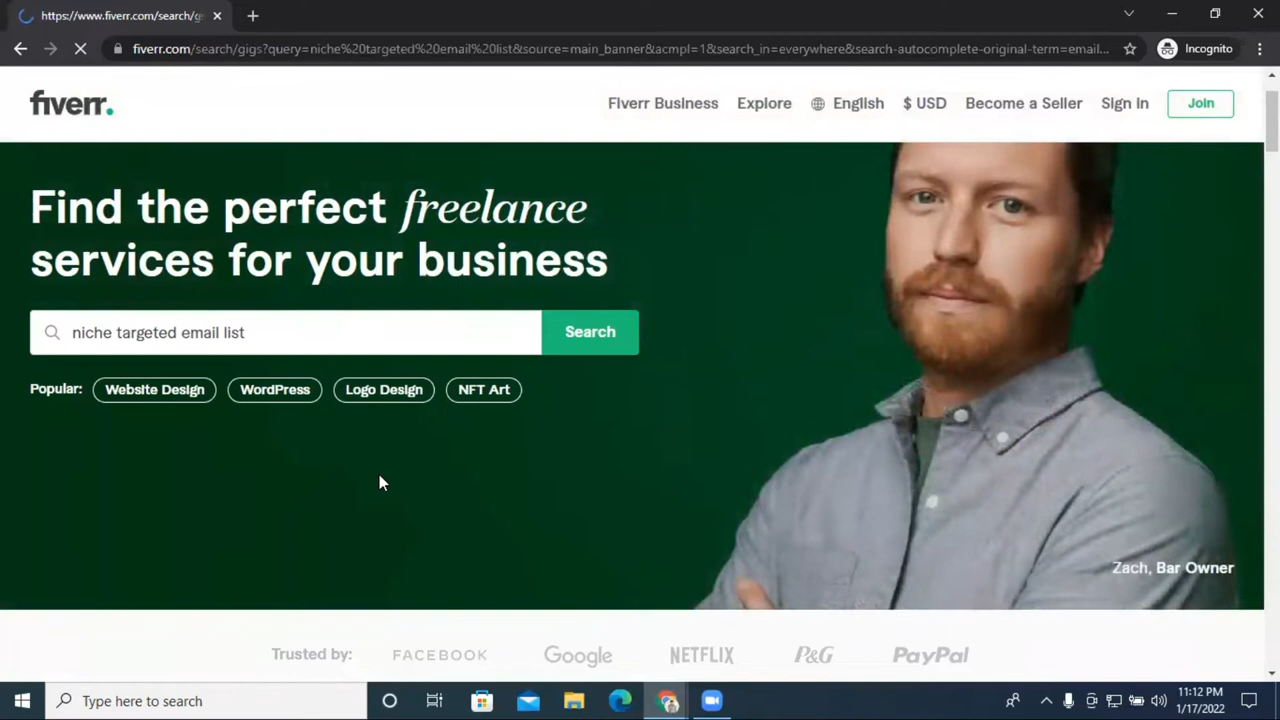 https://www.fiverr.com/search/g
fiverr.com/search/gigs?query=niche%20targeted%20email%20list&source=main_banner&acmpl=1&search_in=everywhere&search-autocomplete-original-term=email...
Incognito
fiverr.
Fiverr Business
Explore
English
$ USD
Become a Seller
Sign In
Join
Find the perfect freelance
services for your business
niche targeted email list
Search
Popular:
Website Design
WordPress
Logo Design
NFT Art
Zach, Bar Owner
Trusted by:
FACEBOOK
Google
NETFLIX
P&G
PayPal
Type here to search
11:12 PM
1/17/2022